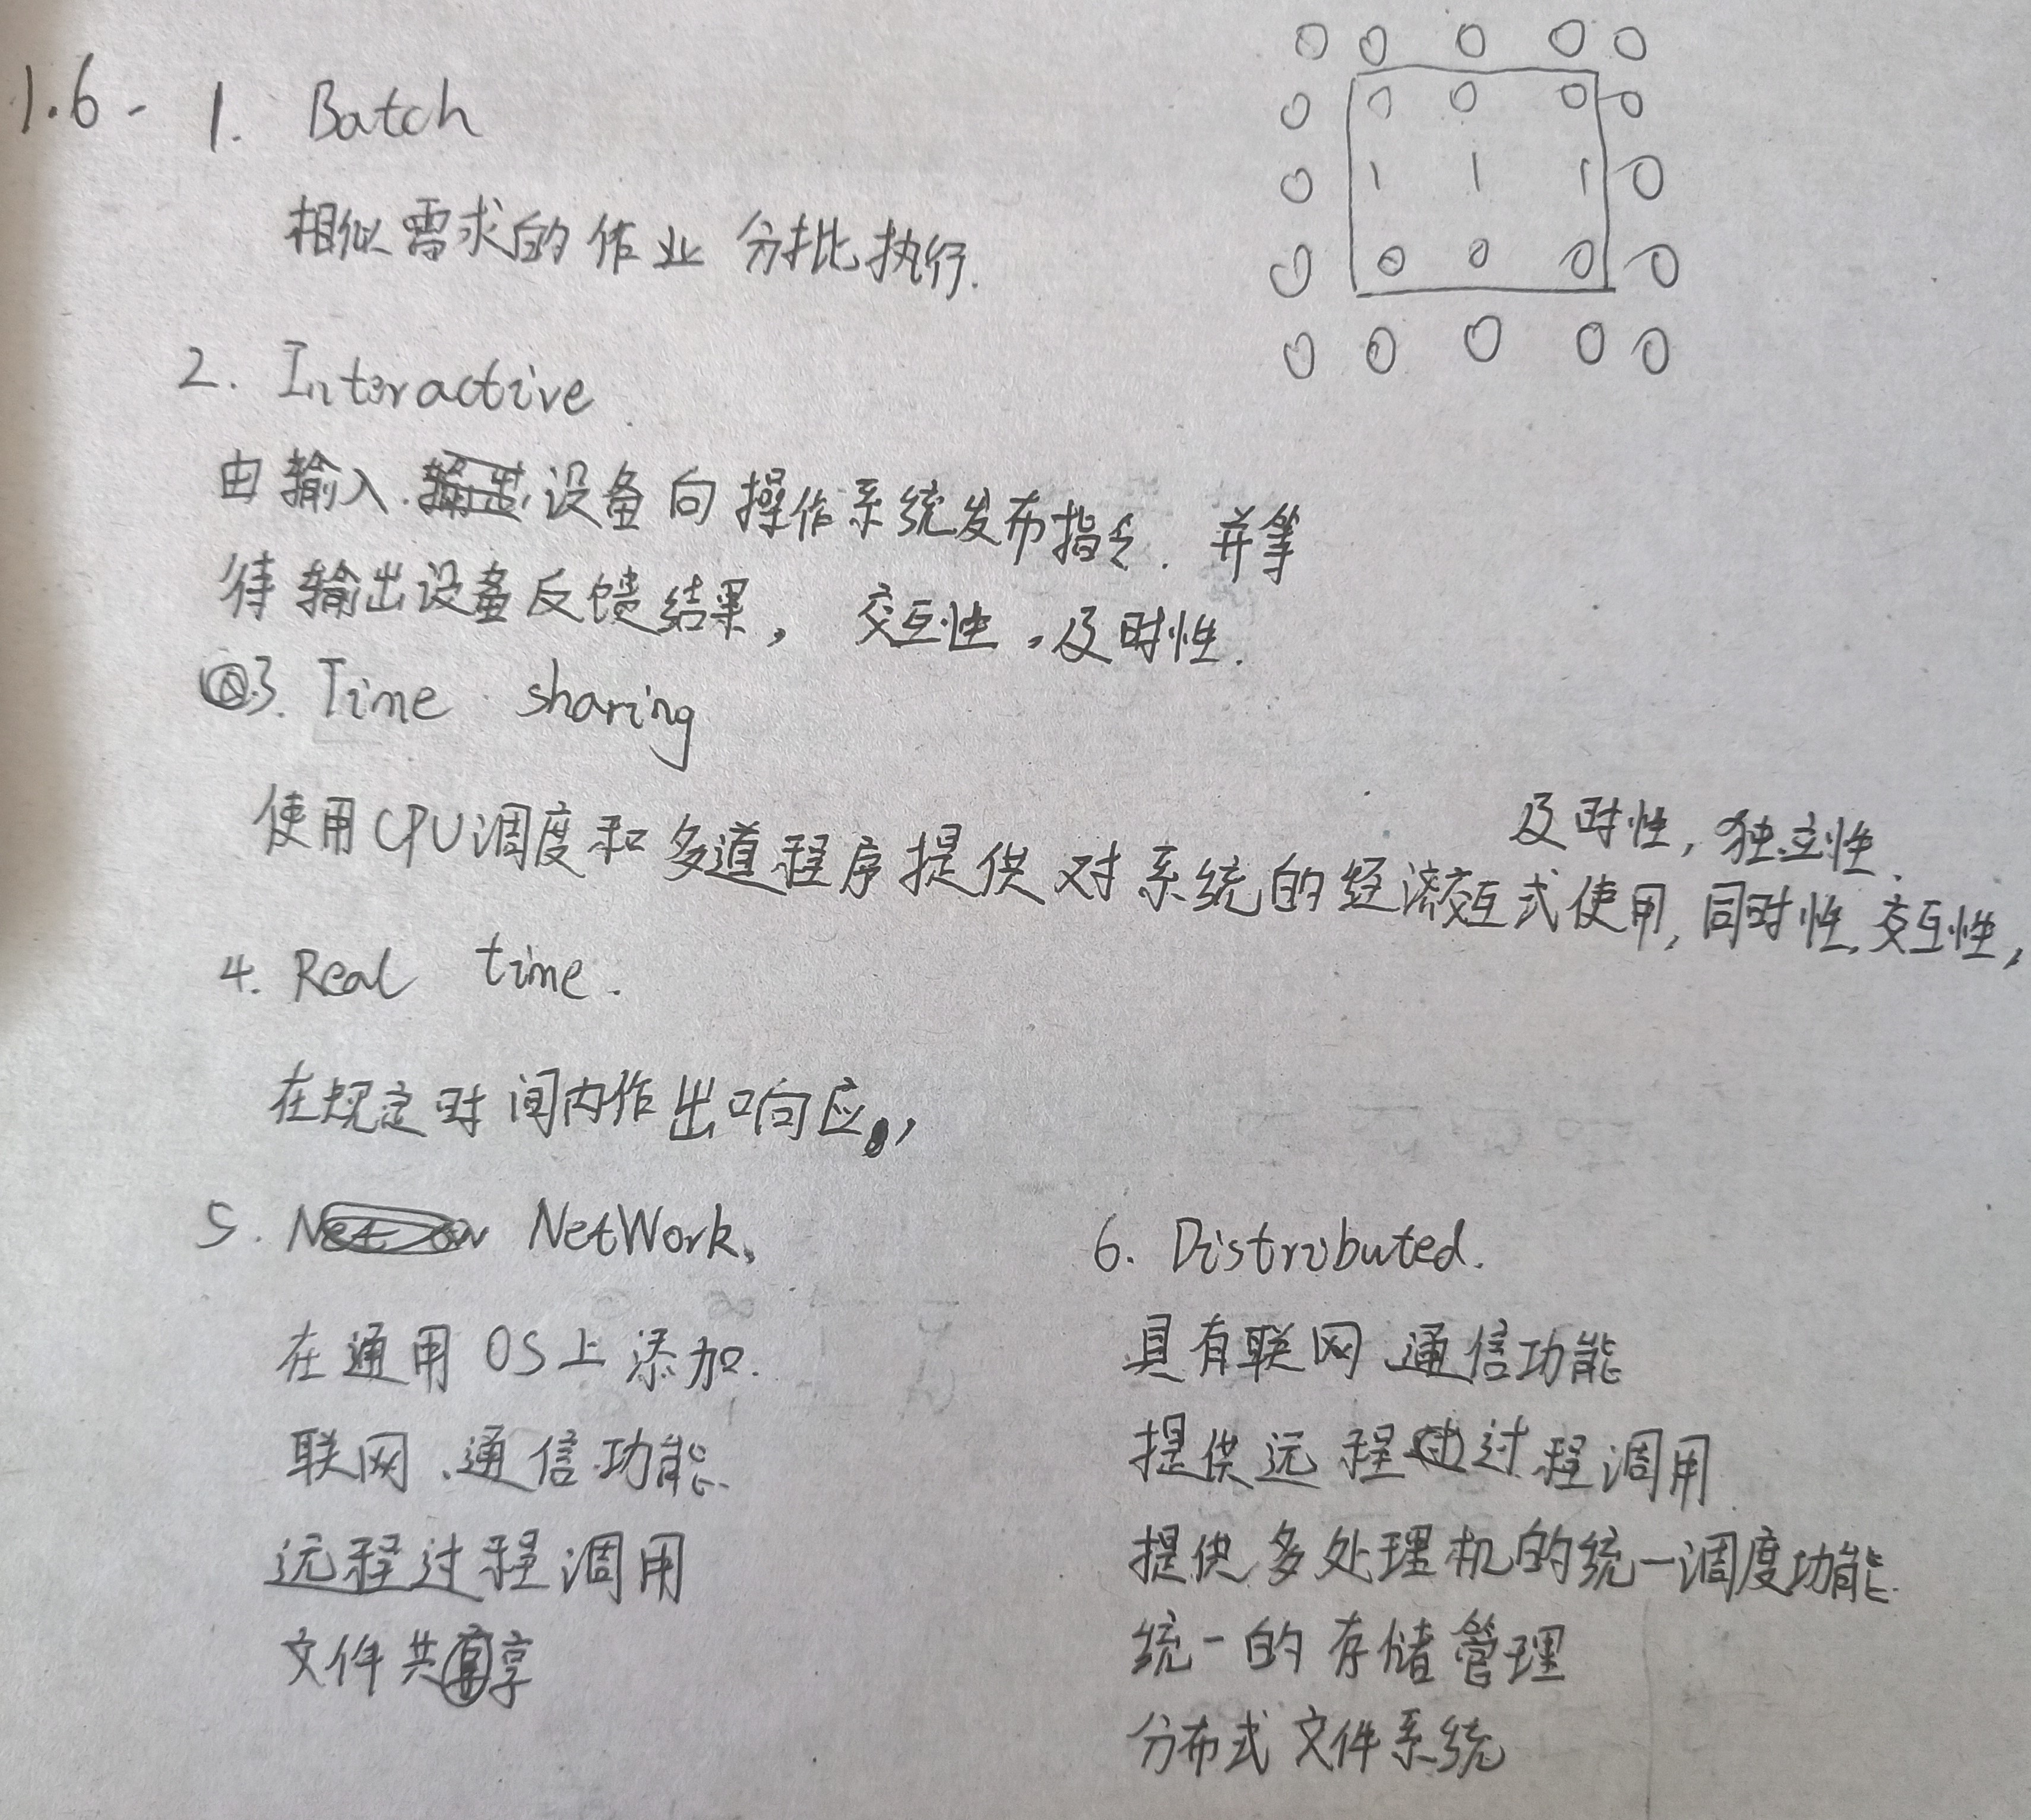 1.6- 1. Batch
相似需求的作业 分批执行.
0 0 0 0 0
0 0 0 0 0
0 1 1 1 0
0 0 0 0 0
0 0 0 0 0
2. Interactive
由输入.设备向操作系统发布指令. 并等
待输出设备反馈结果, 交互性,及时性.
3. Time sharing
使用CPU调度和多道程序提供对系统的经济交互式使用, 同时性, 交互性,
及时性, 独立性.
4. Real time.
在规定时间内作出响应,
5. NetWork、
在通用OS上添加.
联网、通信功能.
远程过程调用
文件共享
6. Distributed.
具有联网、通信功能
提供远程过程调用
提供多处理机的统一调度功能.
统一的存储管理
分布式文件系统